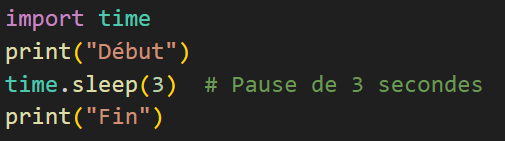 import time
print("Début")
time.sleep(3)  # Pause de 3 secondes
print("Fin")